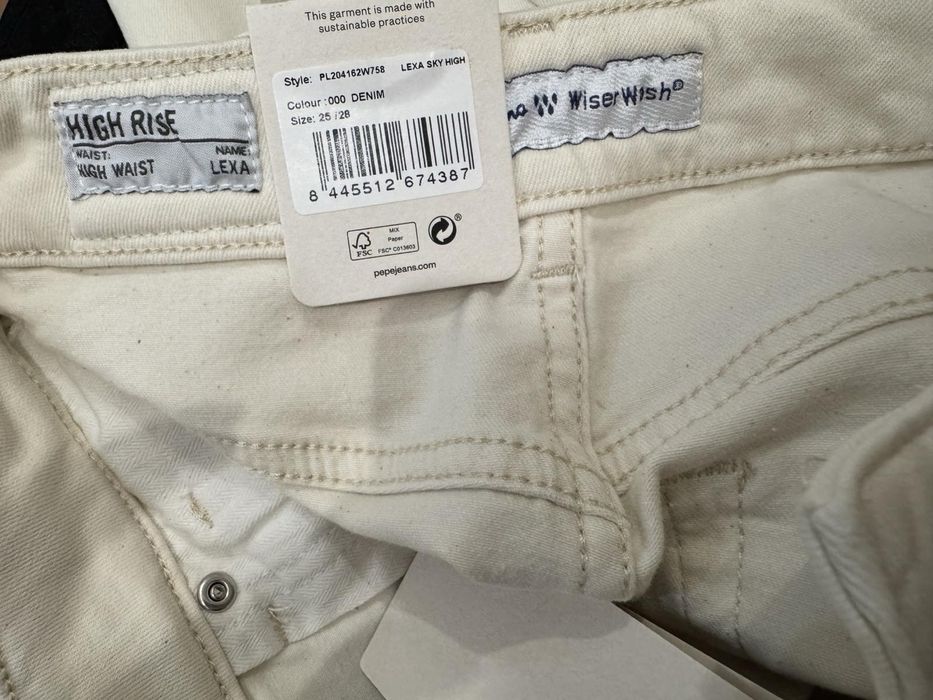 This garment is made with
sustainable practices
Style: PL204162W758 LEXA SKY HIGH
Colour :000 DENIM
Size: 25 /28
8 445512 674387
MIX
Paper
FSC FSC® C013603
®
pepejeans.com
HIGH RISE
WAIST: NAME:
HIGH WAIST LEXA
WiserWish®